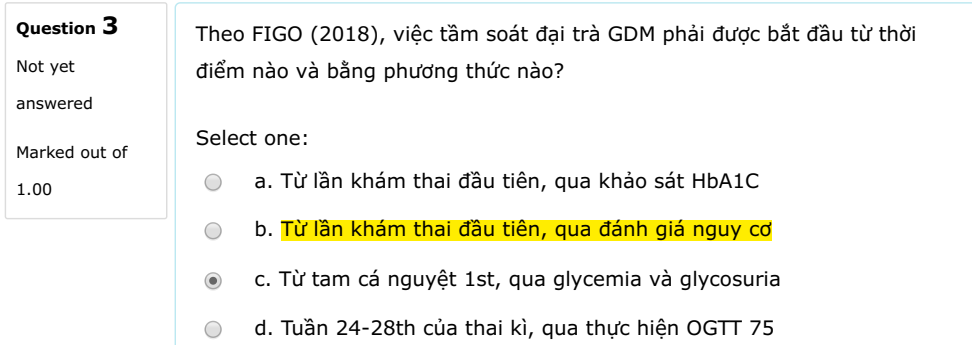 Question 3
Not yet
answered
Marked out of
1.00
Theo FIGO (2018), việc tầm soát đại trà GDM phải được bắt đầu từ thời
điểm nào và bằng phương thức nào?
Select one:
a. Từ lần khám thai đầu tiên, qua khảo sát HbA1C
b. Từ lần khám thai đầu tiên, qua đánh giá nguy cơ
c. Từ tam cá nguyệt 1st, qua glycemia và glycosuria
d. Tuần 24-28th của thai kì, qua thực hiện OGTT 75